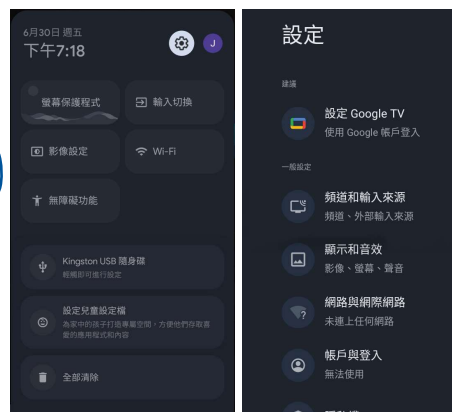 6月30日 週五
下午7:18
J
螢幕保護程式
輸入切換
影像設定
Wi-Fi
無障礙功能
Kingston USB 隨身碟
輕觸即可進行設定
設定兒童設定檔
為家中的孩子打造專屬空間，方便他們存取喜
愛的應用程式和內容
全部清除
設定
建議
設定 Google TV
使用 Google 帳戶登入
一般設定
頻道和輸入來源
頻道、外部輸入來源
顯示和音效
影像、螢幕、聲音
網路與網際網路
未連上任何網路
帳戶與登入
無法使用